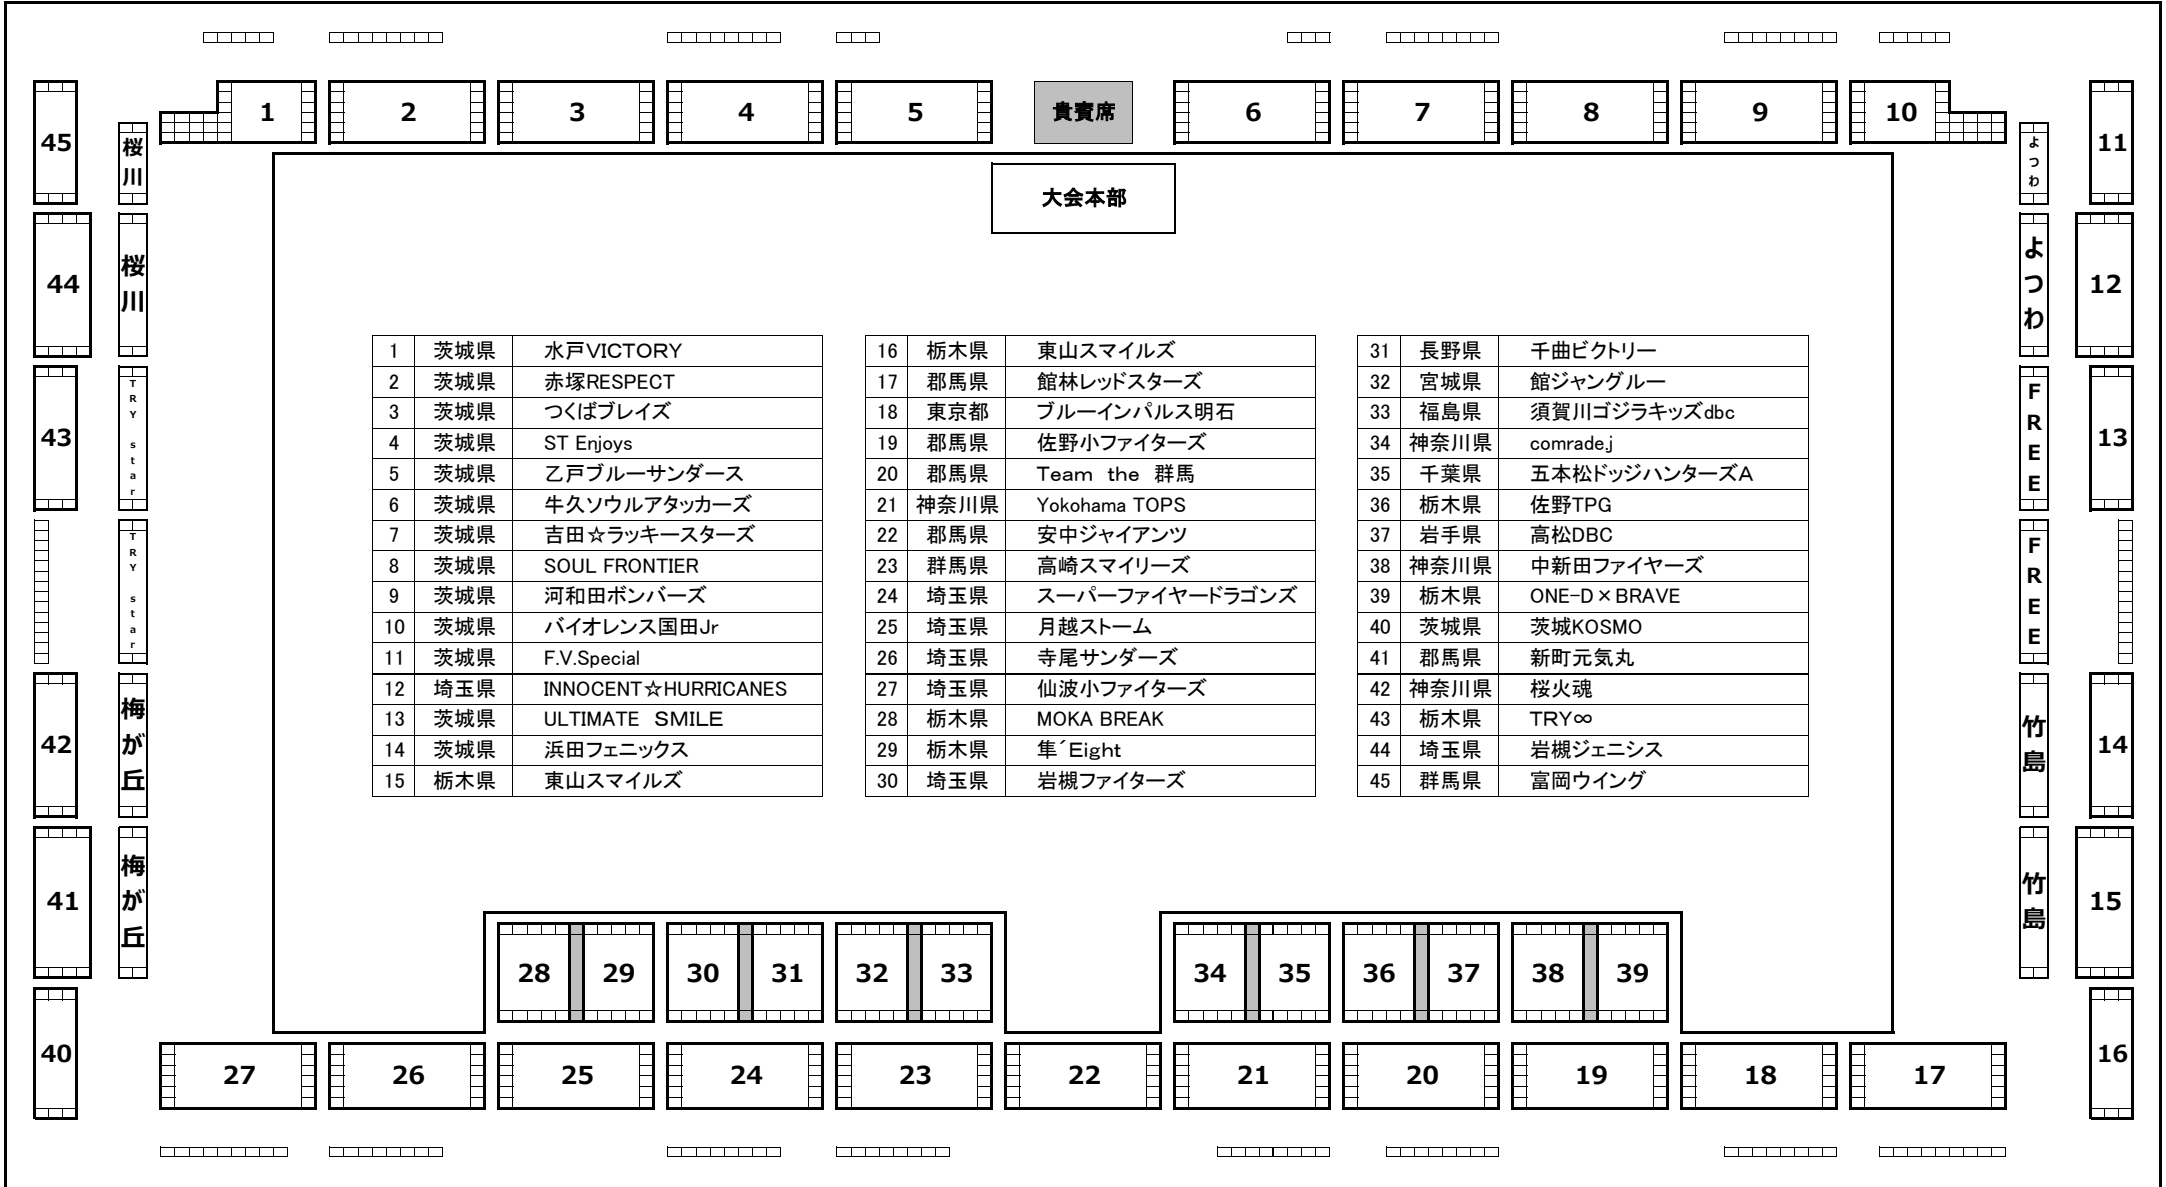 1 2 3 4 5 貴賓席 6 7 8 9 10
45 桜川 よつわ 11
大会本部
44 桜川 よつわ 12
43 TRY star FREE 13
TRY star FREE
42 梅が丘 竹島 14
41 梅が丘 竹島 15
1 茨城県 水戸VICTORY
2 茨城県 赤塚RESPECT
3 茨城県 つくばブレイズ
4 茨城県 ST Enjoys
5 茨城県 乙戸ブルーサンダース
6 茨城県 牛久ソウルアタッカーズ
7 茨城県 吉田☆ラッキースターズ
8 茨城県 SOUL FRONTIER
9 茨城県 河和田ボンバーズ
10 茨城県 バイオレンス国田Jr
11 茨城県 F.V.Special
12 埼玉県 INNOCENT☆HURRICANES
13 茨城県 ULTIMATE SMILE
14 茨城県 浜田フェニックス
15 栃木県 東山スマイルズ
16 栃木県 東山スマイルズ
17 郡馬県 館林レッドスターズ
18 東京都 ブルーインパルス明石
19 郡馬県 佐野小ファイターズ
20 郡馬県 Team the 群馬
21 神奈川県 Yokohama TOPS
22 郡馬県 安中ジャイアンツ
23 群馬県 高崎スマイリーズ
24 埼玉県 スーパーファイヤードラゴンズ
25 埼玉県 月越ストーム
26 埼玉県 寺尾サンダーズ
27 埼玉県 仙波小ファイターズ
28 栃木県 MOKA BREAK
29 栃木県 隼´Eight
30 埼玉県 岩槻ファイターズ
31 長野県 千曲ビクトリー
32 宮城県 館ジャングルー
33 福島県 須賀川ゴジラキッズdbc
34 神奈川県 comrade.j
35 千葉県 五本松ドッジハンターズA
36 栃木県 佐野TPG
37 岩手県 高松DBC
38 神奈川県 中新田ファイヤーズ
39 栃木県 ONE-D×BRAVE
40 茨城県 茨城KOSMO
41 郡馬県 新町元気丸
42 神奈川県 桜火魂
43 栃木県 TRY∞
44 埼玉県 岩槻ジェニシス
45 群馬県 富岡ウイング
28 29 30 31 32 33 34 35 36 37 38 39
40 16
27 26 25 24 23 22 21 20 19 18 17